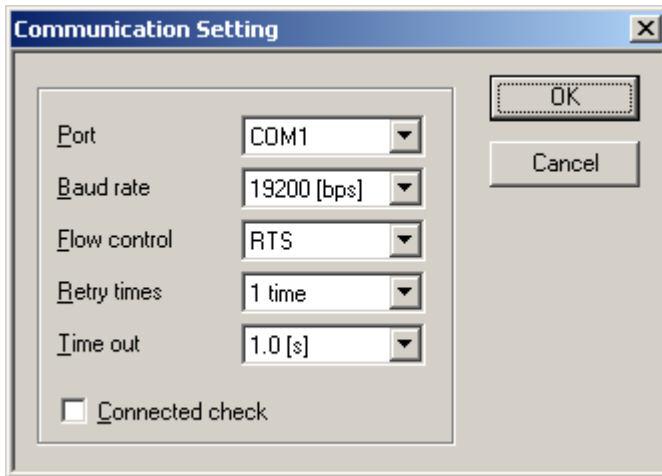 Communication Setting
Port COM1
Baud rate 19200 [bps]
Flow control RTS
Retry times 1 time
Time out 1.0 [s]
Connected check
OK
Cancel